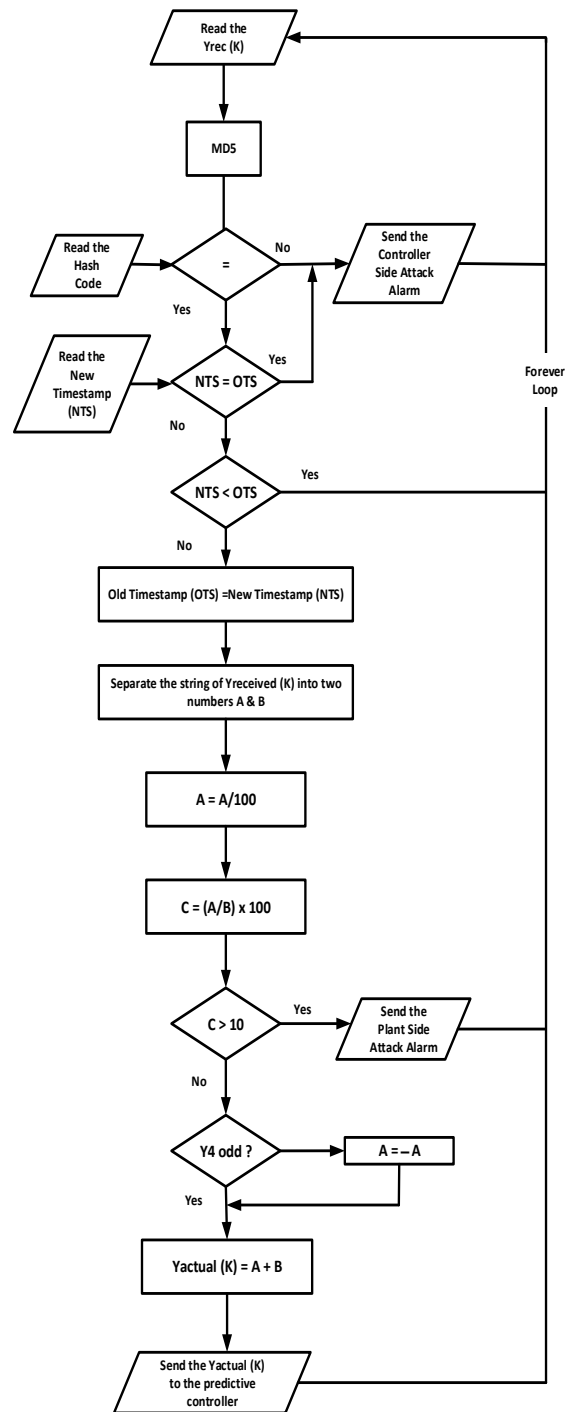 Read the
Yrec (K)
MD5
Read the
Hash
Code
=
No
Send the
Controller
Side Attack
Alarm
Yes
Read the
New
Timestamp
(NTS)
NTS = OTS
Yes
Forever
Loop
No
NTS < OTS
Yes
No
Old Timestamp (OTS) =New Timestamp (NTS)
Separate the string of Yreceived (K) into two
numbers A & B
A = A/100
C = (A/B) x 100
C > 10
Yes
Send the
Plant Side
Attack Alarm
No
Y4 odd ?
A = – A
Yes
Yactual (K) = A + B
Send the Yactual (K)
to the predictive
controller